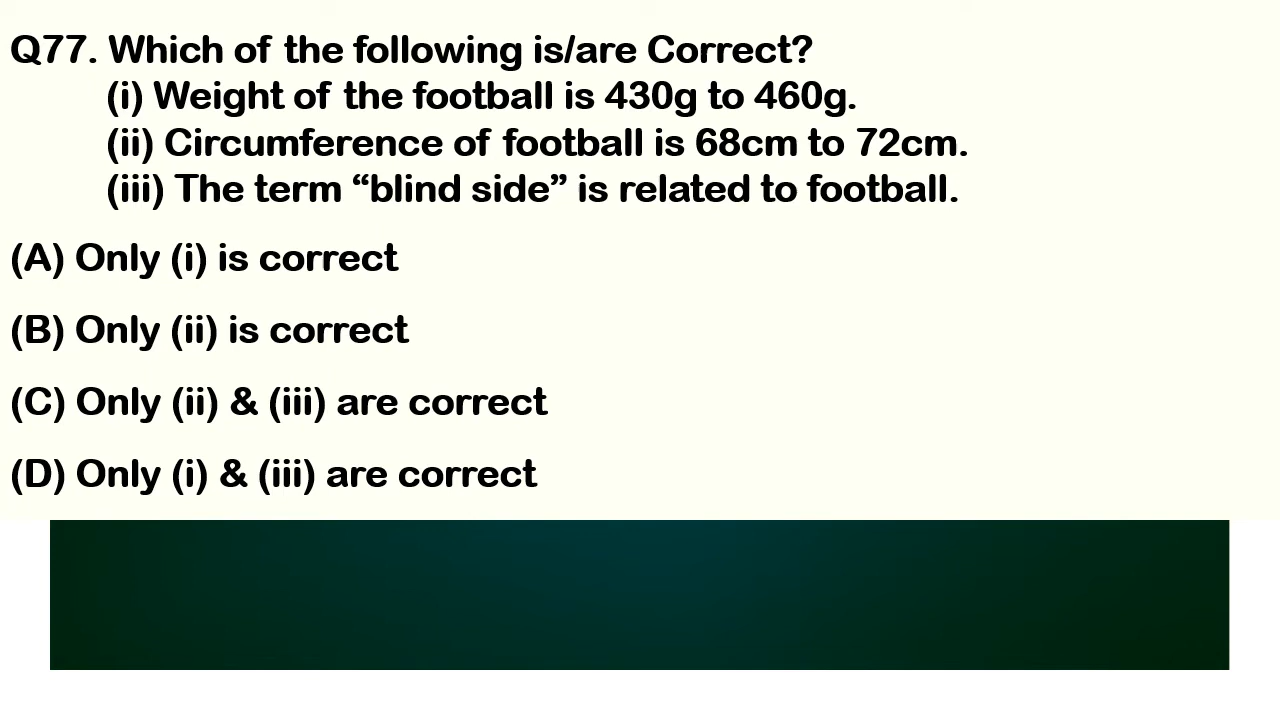 Q77. Which of the following is/are Correct?
(i) Weight of the football is 430g to 460g.
(ii) Circumference of football is 68cm to 72cm.
(iii) The term “blind side” is related to football.
(A) Only (i) is correct
(B) Only (ii) is correct
(C) Only (ii) & (iii) are correct
(D) Only (i) & (iii) are correct